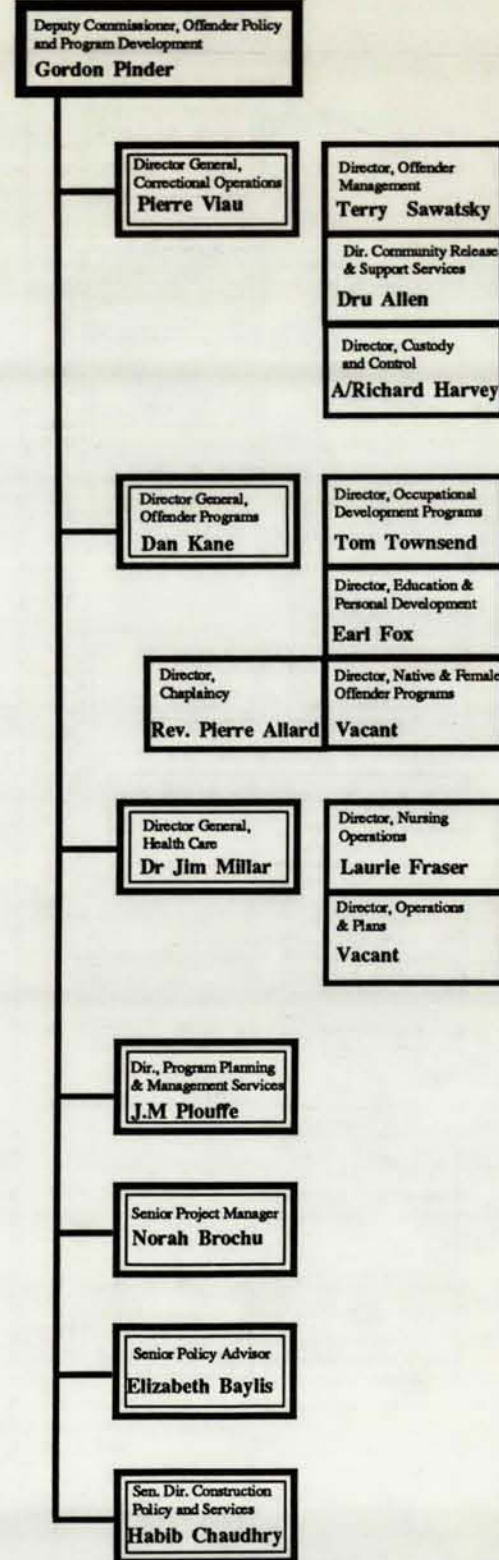 Deputy Commissioner, Offender Policy
and Program Development
Gordon Pinder
Director General,
Correctional Operations
Pierre Viau
Director, Offender
Management
Terry Sawatsky
Dir. Community Release
& Support Services
Dru Allen
Director, Custody
and Control
A/Richard Harvey
Director General,
Offender Programs
Dan Kane
Director, Occupational
Development Programs
Tom Townsend
Director, Education &
Personal Development
Earl Fox
Director,
Chaplaincy
Rev. Pierre Allard
Director, Native & Female
Offender Programs
Vacant
Director General,
Health Care
Dr Jim Millar
Director, Nursing
Operations
Laurie Fraser
Director, Operations
& Plans
Vacant
Dir., Program Planning
& Management Services
J.M Plouffe
Senior Project Manager
Norah Brochu
Senior Policy Advisor
Elizabeth Baylis
Sen. Dir. Construction
Policy and Services
Habib Chaudhry